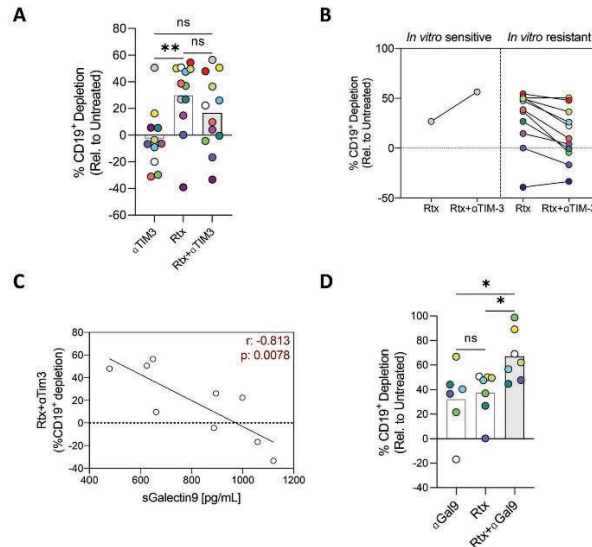 A
ns
** ns
% CD19+ Depletion
(Rel. to Untreated)
80
60
40
20
0
-20
-40
-60
αTIM3
Rtx
Rtx+αTIM3
B
In vitro sensitive
In vitro resistant
% CD19+ Depletion
(Rel. to Untreated)
100
50
0
-50
Rtx
Rtx+αTIM-3
Rtx
Rtx+αTIM-3
C
r: -0.813
p: 0.0078
Rtx+αTim3
(%CD19+ depletion)
80
60
40
20
0
-20
-40
400 600 800 1000 1200
sGalectin9 [pg/mL]
D
*
*
ns
% CD19+ Depletion
(Rel. to Untreated)
100
80
60
40
20
0
-20
-40
αGal9
Rtx
Rtx+αGal9